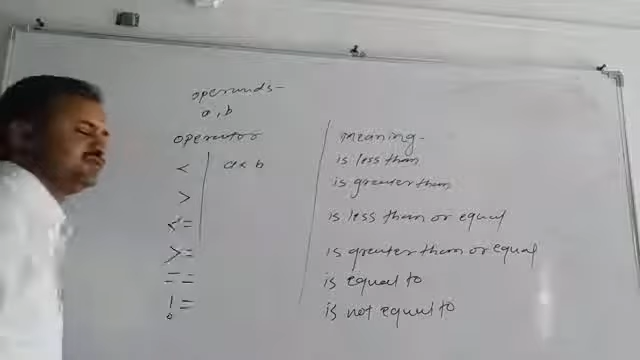 operands-
a, b
operator meaning-
< a < b is less than
> is greater than
<= is less than or equal
>= is greater than or equal
== is equal to
!= is not equal to